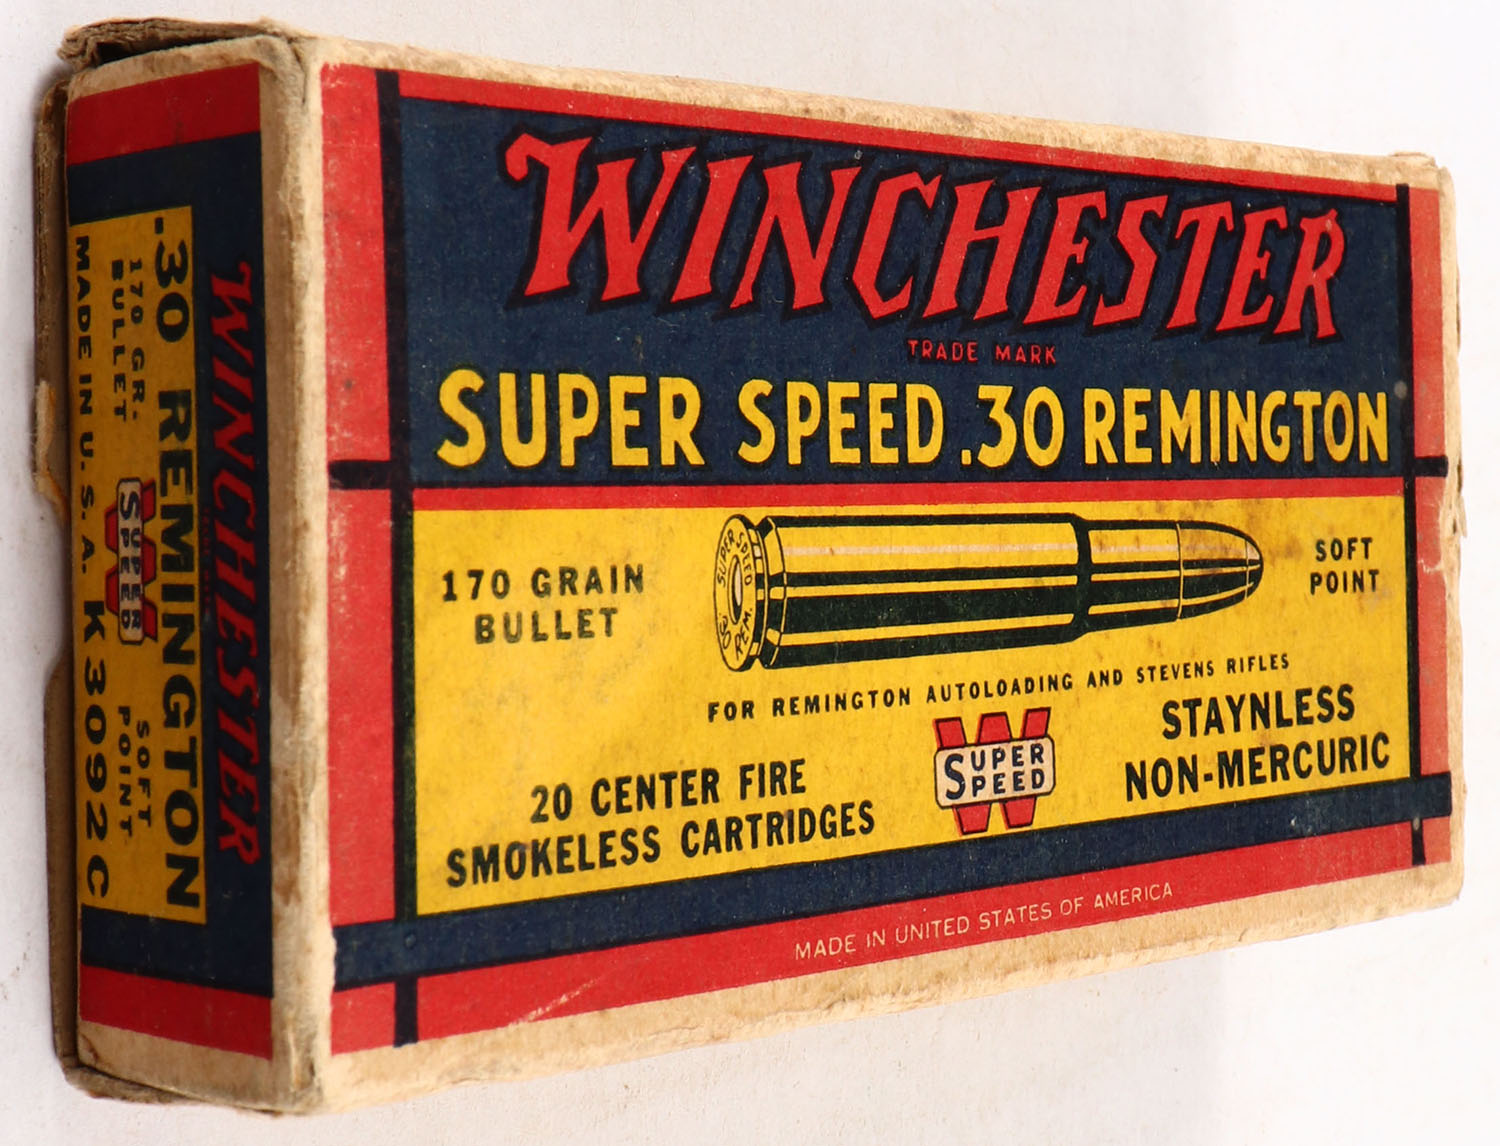 WINCHESTER
TRADE MARK
SUPER SPEED .30 REMINGTON
170 GRAIN
BULLET
SUPER SPEED
.30 REM.
SOFT
POINT
FOR REMINGTON AUTOLOADING AND STEVENS RIFLES
20 CENTER FIRE
SMOKELESS CARTRIDGES
SUPER
SPEED
STAYNLESS
NON-MERCURIC
MADE IN UNITED STATES OF AMERICA
WINCHESTER
.30 REMINGTON
170 GR.
BULLET
SUPER
SPEED
SOFT
POINT
MADE IN U.S.A. K3092C